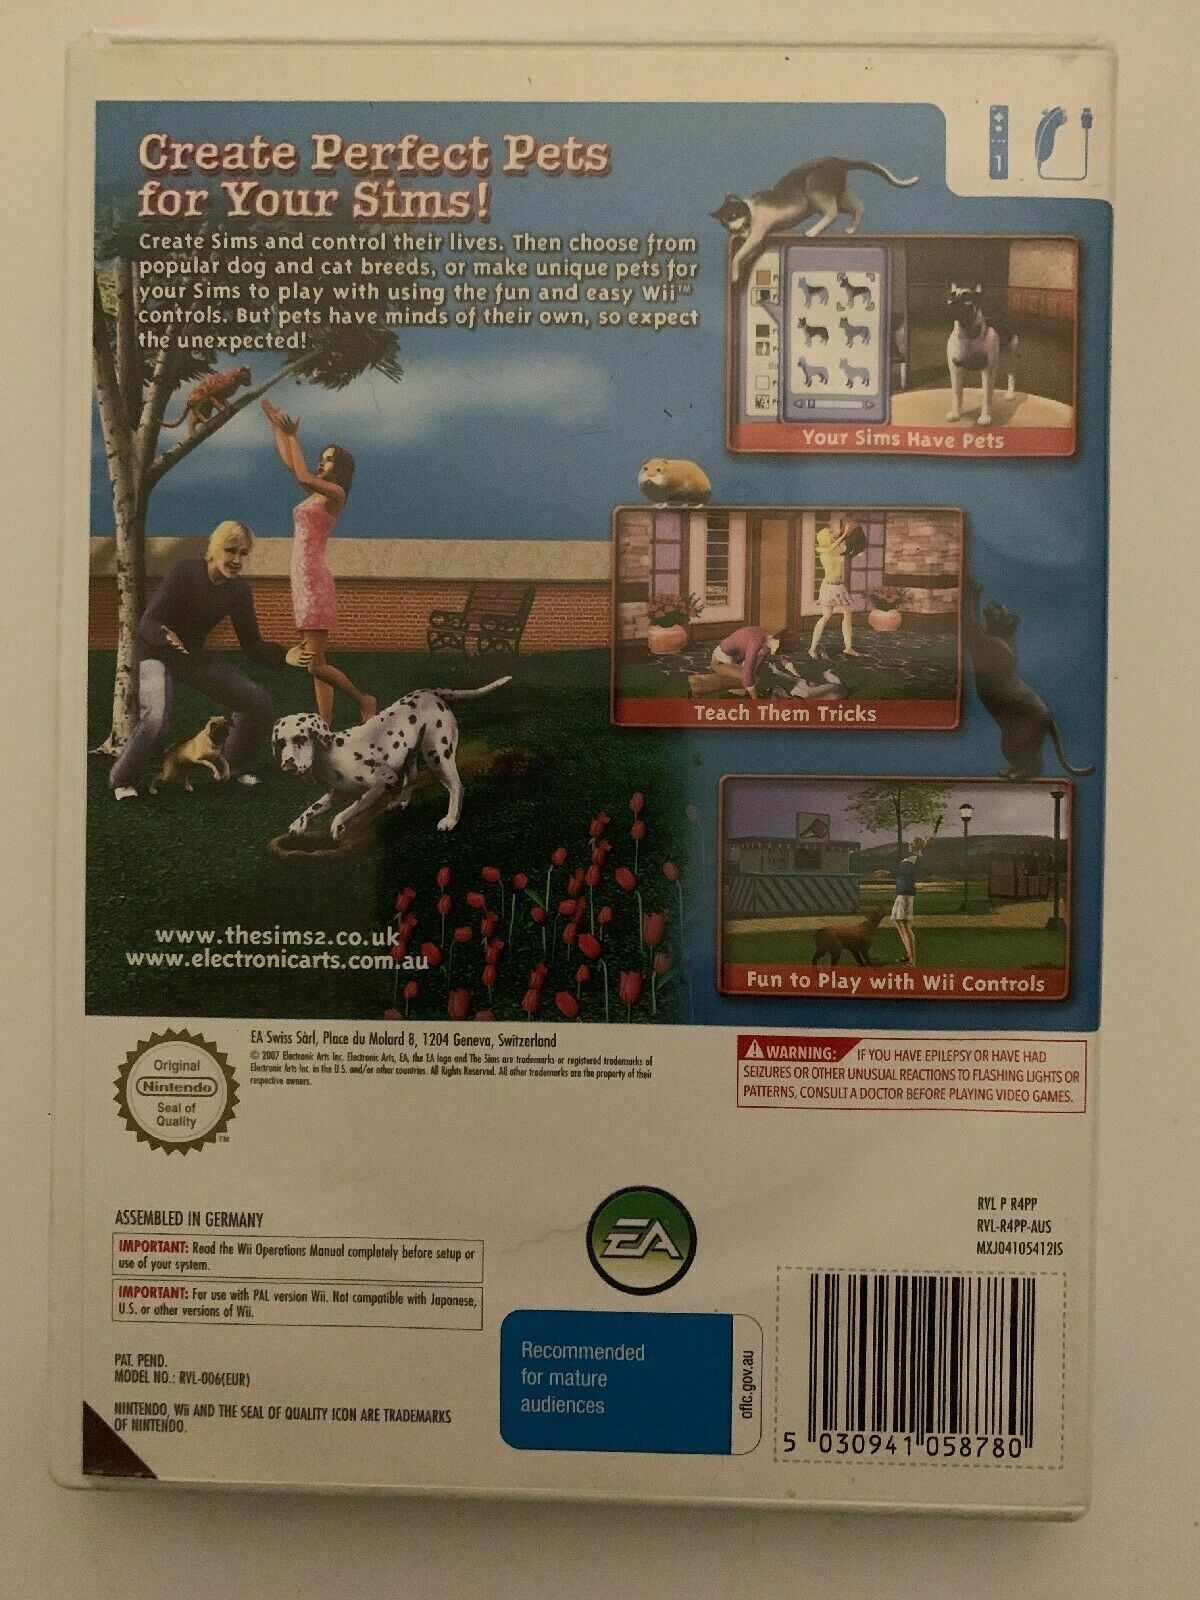 Create Perfect Pets
for Your Sims!
Create Sims and control their lives. Then choose from
popular dog and cat breeds, or make unique pets for
your Sims to play with using the fun and easy Wii™
controls. But pets have minds of their own, so expect
the unexpected!
1
Your Sims Have Pets
Teach Them Tricks
Fun to Play with Wii Controls
www.thesims2.co.uk
www.electronicarts.com.au
Original
Nintendo
Seal of
Quality
TM
EA Swiss Sàrl, Place du Molard 8, 1204 Geneva, Switzerland
© 2007 Electronic Arts Inc. Electronic Arts, EA, the EA logo and The Sims are trademarks or registered trademarks of
Electronic Arts Inc. in the U.S. and/or other countries. All Rights Reserved. All other trademarks are the property of their
respective owners.
WARNING: IF YOU HAVE EPILEPSY OR HAVE HAD
SEIZURES OR OTHER UNUSUAL REACTIONS TO FLASHING LIGHTS OR
PATTERNS, CONSULT A DOCTOR BEFORE PLAYING VIDEO GAMES.
ASSEMBLED IN GERMANY
IMPORTANT: Read the Wii Operations Manual completely before setup or
use of your system.
IMPORTANT: For use with PAL version Wii. Not compatible with Japanese,
U.S. or other versions of Wii.
PAT. PEND.
MODEL NO.: RVL-006(EUR)
NINTENDO, Wii AND THE SEAL OF QUALITY ICON ARE TRADEMARKS
OF NINTENDO.
EA
Recommended
for mature
audiences
oflc.gov.au
RVL P R4PP
RVL-R4PP-AUS
MXJ04105412IS
5 030941 058780